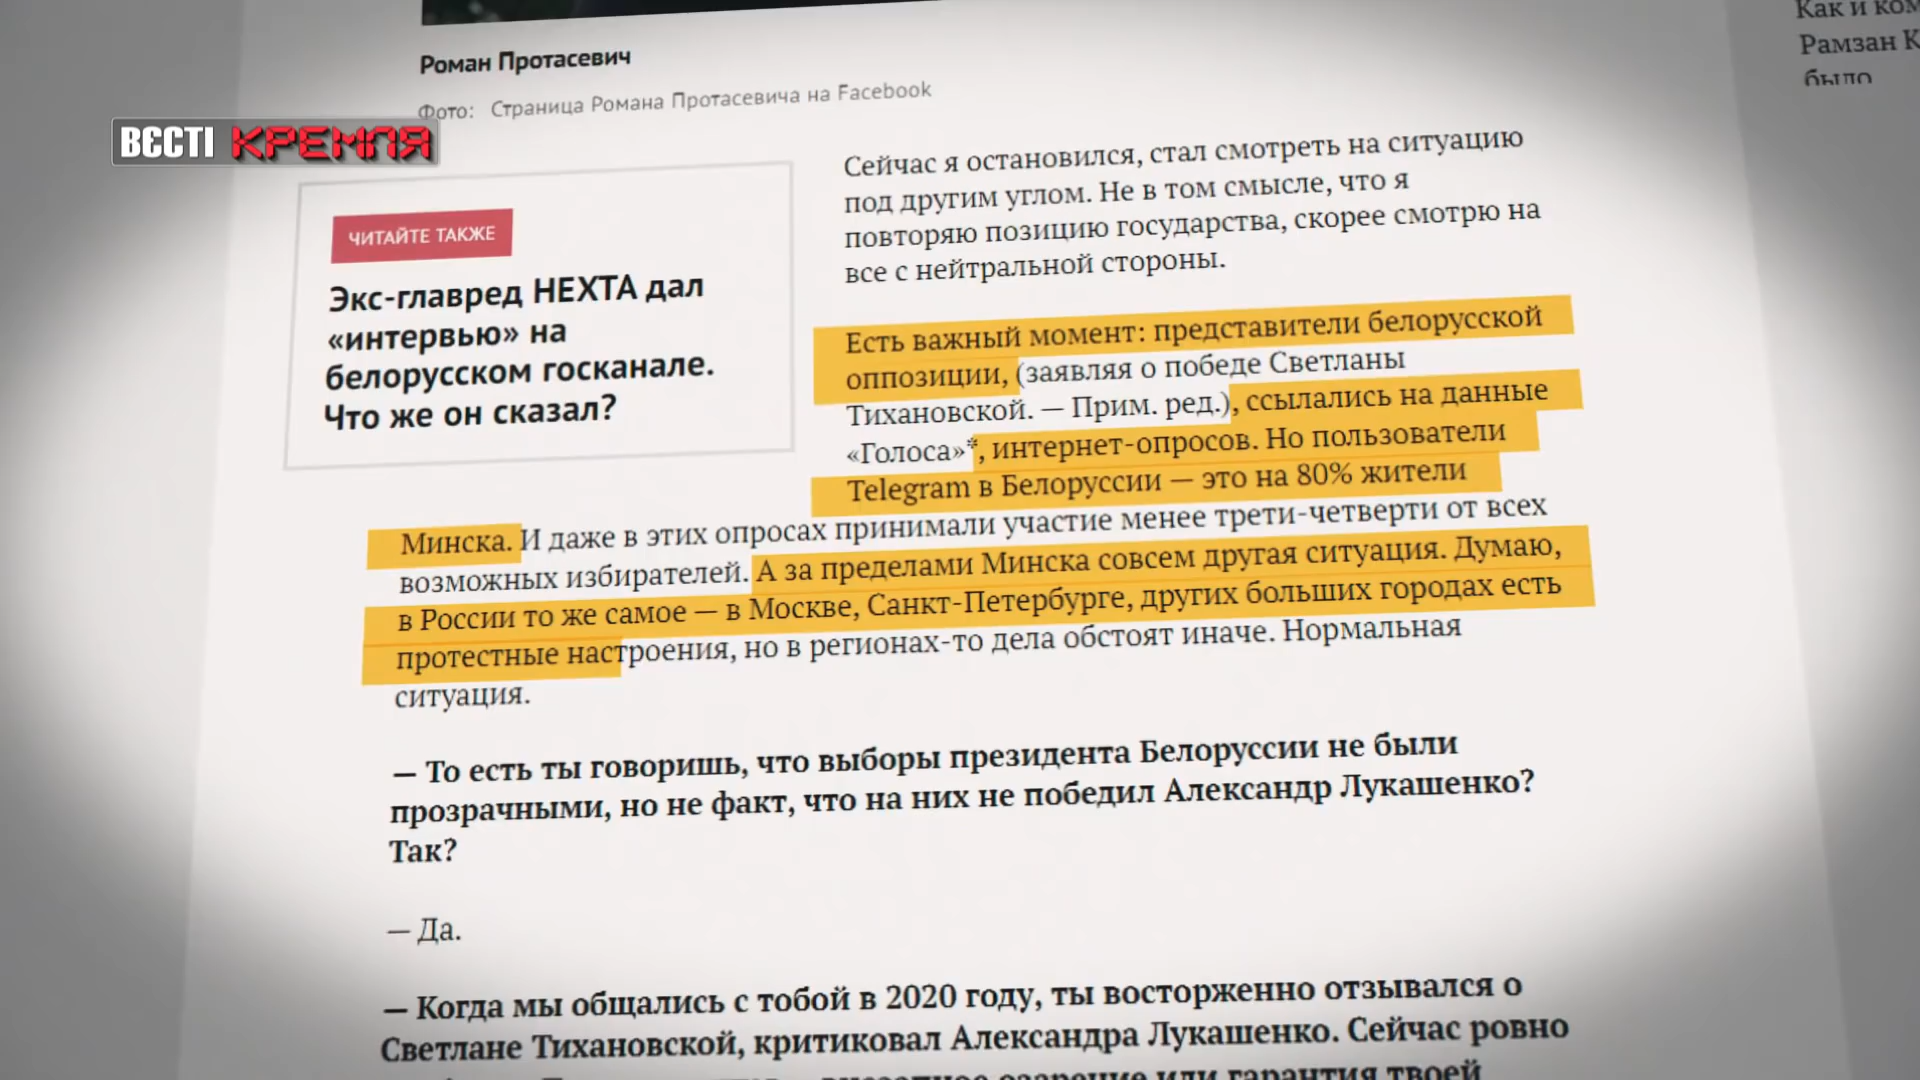 Роман Протасевич
Фото: Страница Романа Протасевича на Facebook
ВЄСТІ КРЕМЛЯ
ЧИТАЙТЕ ТАКЖЕ
Экс-главред НЕХТА дал
«интервью» на
белорусском госканале.
Что же он сказал?
Сейчас я остановился, стал смотреть на ситуацию
под другим углом. Не в том смысле, что я
повторяю позицию государства, скорее смотрю на
все с нейтральной стороны.
Есть важный момент: представители белорусской
оппозиции, (заявляя о победе Светланы
Тихановской. — Прим. ред.), ссылались на данные
«Голоса»*, интернет-опросов. Но пользователи
Telegram в Белоруссии — это на 80% жители
Минска. И даже в этих опросах принимали участие менее трети-четверти от всех
возможных избирателей. А за пределами Минска совсем другая ситуация. Думаю,
в России то же самое — в Москве, Санкт-Петербурге, других больших городах есть
протестные настроения, но в регионах-то дела обстоят иначе. Нормальная
ситуация.
— То есть ты говоришь, что выборы президента Белоруссии не были
прозрачными, но не факт, что на них не победил Александр Лукашенко?
Так?
— Да.
— Когда мы общались с тобой в 2020 году, ты восторженно отзывался о
Светлане Тихановской, критиковал Александра Лукашенко. Сейчас ровно
озарение или гарантия твоей
Как и ком
Рамзан К
было